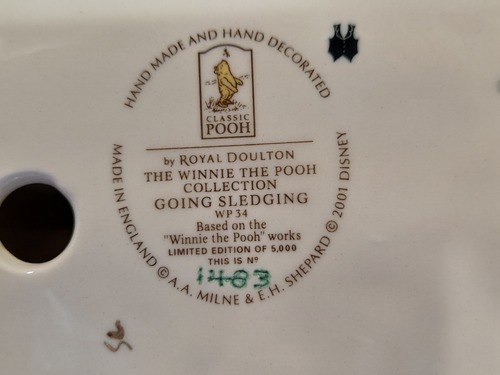 HAND MADE AND HAND DECORATED
A
CLASSIC
POOH
by ROYAL DOULTON
THE WINNIE THE POOH
COLLECTION
GOING SLEDGING
WP 34
Based on the
"Winnie the Pooh" works
LIMITED EDITION OF 5,000
THIS IS Nº
1483
MADE IN ENGLAND © A.A. MILNE & E.H. SHEPARD © 2001 DISNEY